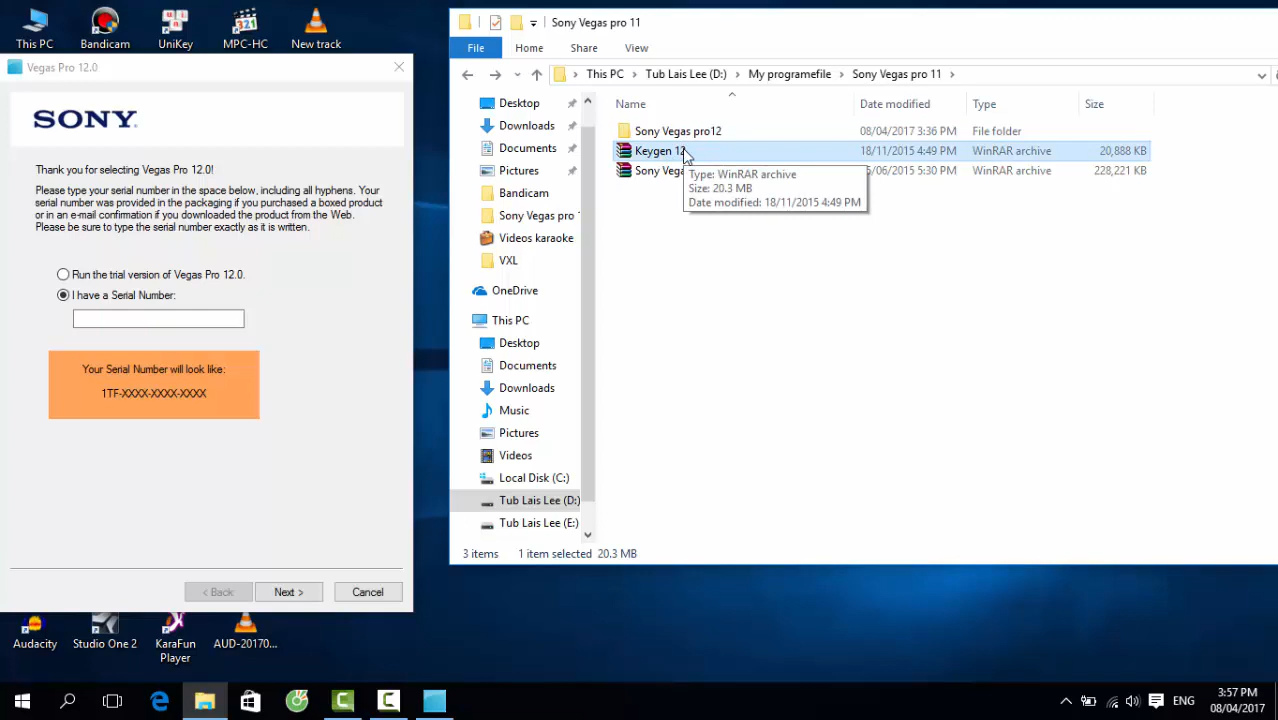 This PC
Bandicam
UniKey
MPC-HC
New track
Vegas Pro 12.0
SONY.
Thank you for selecting Vegas Pro 12.0!
Please type your serial number in the space below, including all hyphens. Your
serial number was provided in the packaging if you purchased a boxed product
or in an e-mail confirmation if you downloaded the product from the Web.
Please be sure to type the serial number exactly as it is written.
Run the trial version of Vegas Pro 12.0.
I have a Serial Number:
Your Serial Number will look like:
1TF-XXXX-XXXX-XXXX
< Back
Next >
Cancel
Audacity
Studio One 2
KaraFun
Player
AUD-20170...
Sony Vegas pro 11
File Home Share View
This PC > Tub Lais Lee (D:) > My programefile > Sony Vegas pro 11 >
Name Date modified Type Size
Sony Vegas pro12 08/04/2017 3:36 PM File folder
Keygen 12 18/11/2015 4:49 PM WinRAR archive 20,888 KB
Sony Vega /06/2015 5:30 PM WinRAR archive 228,221 KB
Type: WinRAR archive
Size: 20.3 MB
Date modified: 18/11/2015 4:49 PM
Desktop
Downloads
Documents
Pictures
Bandicam
Sony Vegas pro
Videos karaoke
VXL
OneDrive
This PC
Desktop
Documents
Downloads
Music
Pictures
Videos
Local Disk (C:)
Tub Lais Lee (D:)
Tub Lais Lee (E:)
3 items 1 item selected 20.3 MB
ENG
3:57 PM
08/04/2017